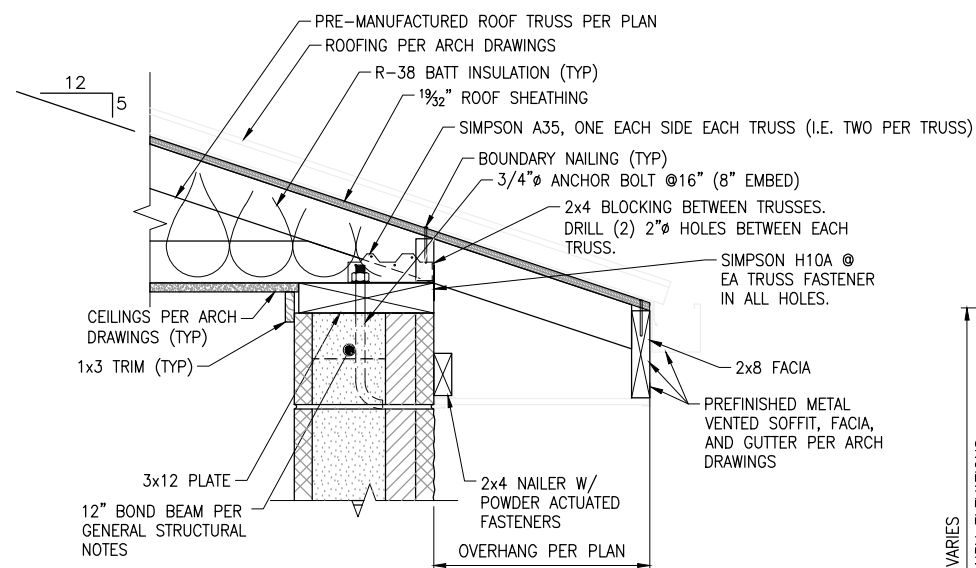 PRE-MANUFACTURED ROOF TRUSS PER PLAN
ROOFING PER ARCH DRAWINGS
R-38 BATT INSULATION (TYP)
12
5
19/32" ROOF SHEATHING
SIMPSON A35, ONE EACH SIDE EACH TRUSS (I.E. TWO PER TRUSS)
BOUNDARY NAILING (TYP)
3/4"ø ANCHOR BOLT @16" (8" EMBED)
2x4 BLOCKING BETWEEN TRUSSES.
DRILL (2) 2"ø HOLES BETWEEN EACH
TRUSS.
SIMPSON H10A @
EA TRUSS FASTENER
IN ALL HOLES.
CEILINGS PER ARCH
DRAWINGS (TYP)
1x3 TRIM (TYP)
2x8 FACIA
PREFINISHED METAL
VENTED SOFFIT, FACIA,
AND GUTTER PER ARCH
DRAWINGS
3x12 PLATE
12" BOND BEAM PER
GENERAL STRUCTURAL
NOTES
2x4 NAILER W/
POWDER ACTUATED
FASTENERS
OVERHANG PER PLAN
VARIES